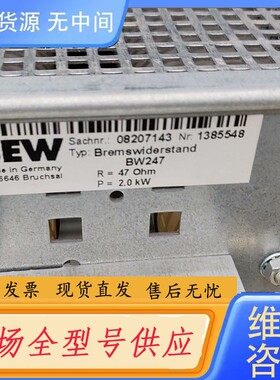 货源 无中间
EW
Sachnr.: 08207143 Nr: 1385548
Typ: Bremswiderstand
BW247
de in Germany
6646 Bruchsal
R = 47 Ohm
P = 2.0 kW
发票 现货直发 售后无忧
场全型号供应
维
咨